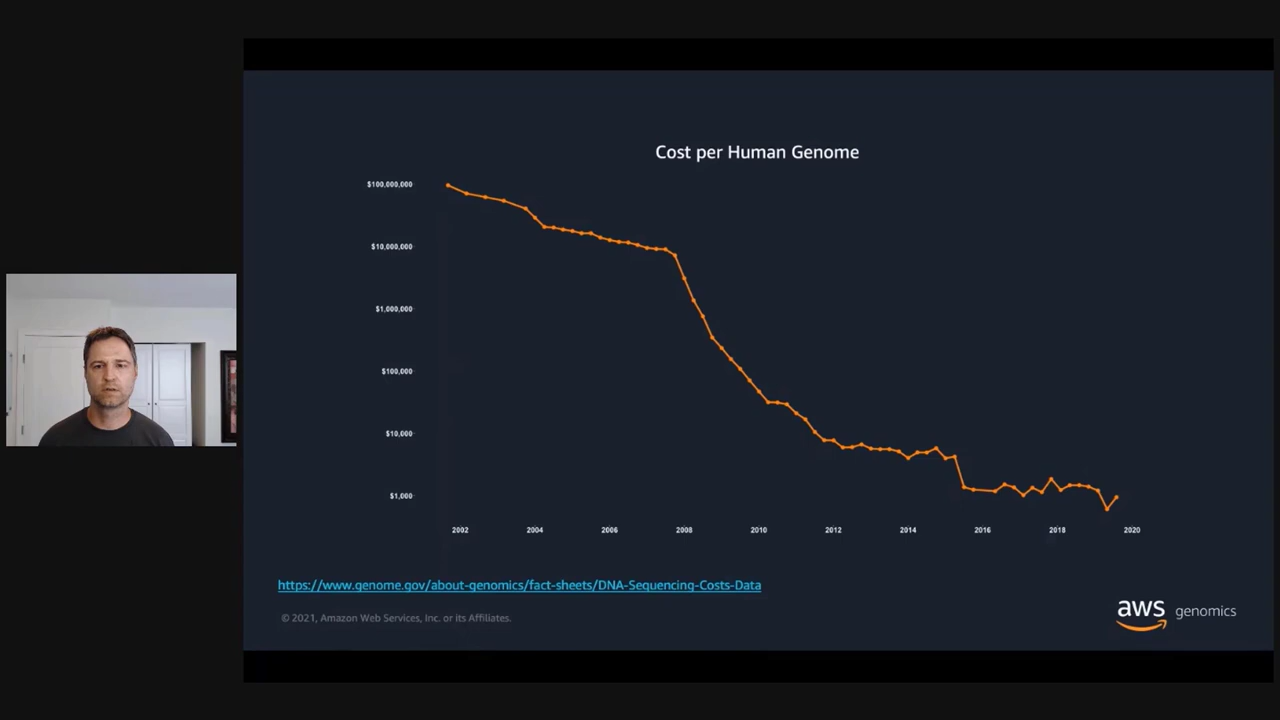 Cost per Human Genome
$100,000,000
$10,000,000
$1,000,000
$100,000
$10,000
$1,000
2002 2004 2006 2008 2010 2012 2014 2016 2018 2020
https://www.genome.gov/about-genomics/fact-sheets/DNA-Sequencing-Costs-Data
© 2021, Amazon Web Services, Inc. or its Affiliates.
aws genomics